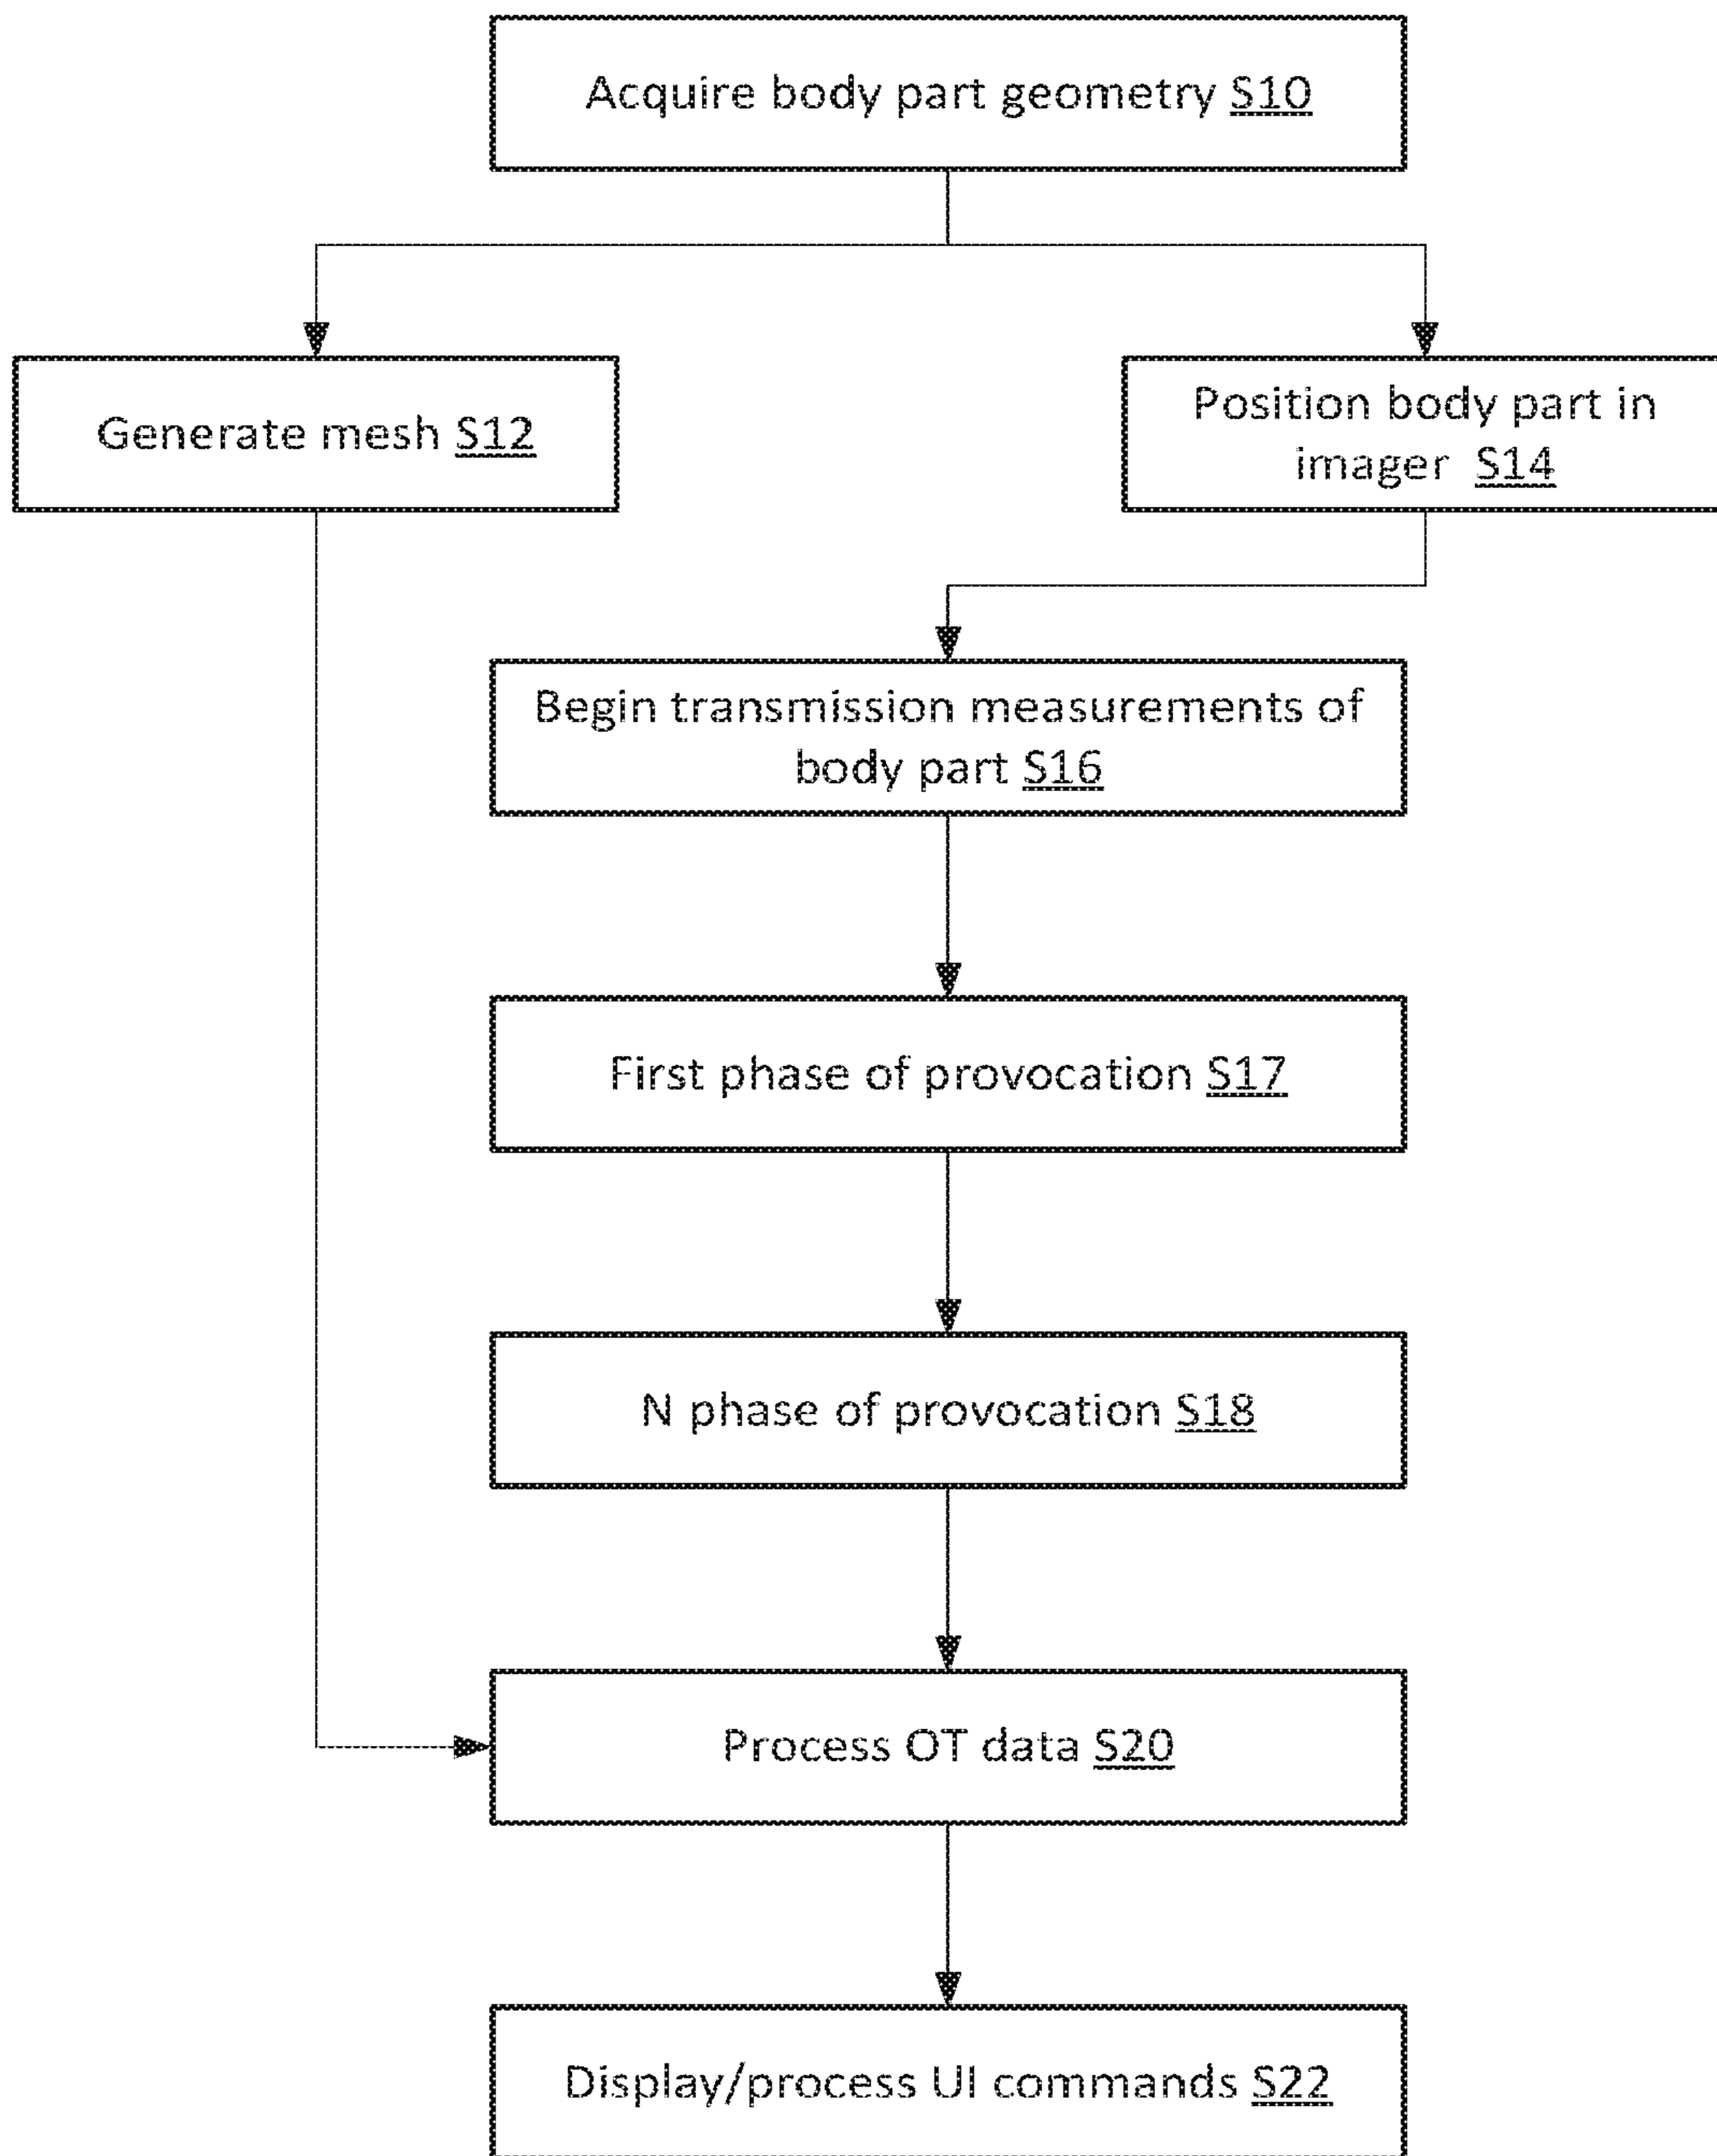 Acquire body part geometry S10
Generate mesh S12
Position body part in
imager S14
Begin transmission measurements of
body part S16
First phase of provocation S17
N phase of provocation S18
Process OT data S20
Display/process UI commands S22